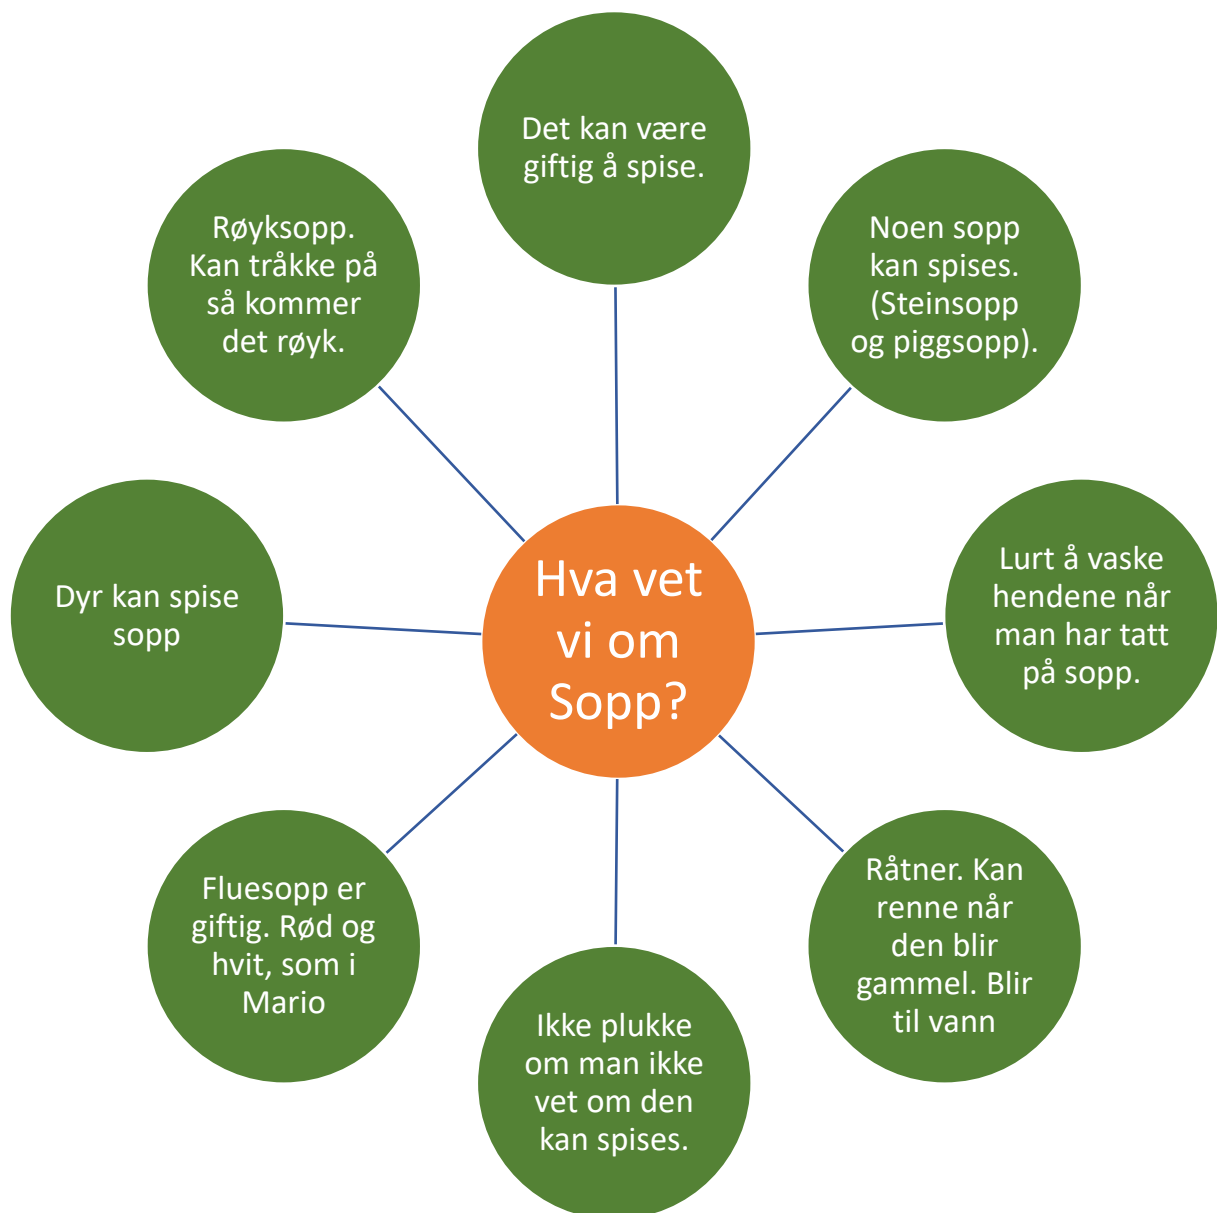 Det kan være
giftig å spise.
Noen sopp
kan spises.
(Steinsopp
og piggsopp).
Lurt å vaske
hendene når
man har tatt
på sopp.
Råtner. Kan
renne når
den blir
gammel. Blir
til vann
Ikke plukke
om man ikke
vet om den
kan spises.
Fluesopp er
giftig. Rød og
hvit, som i
Mario
Dyr kan spise
sopp
Røyksopp.
Kan tråkke på
så kommer
det røyk.
Hva vet
vi om
Sopp?